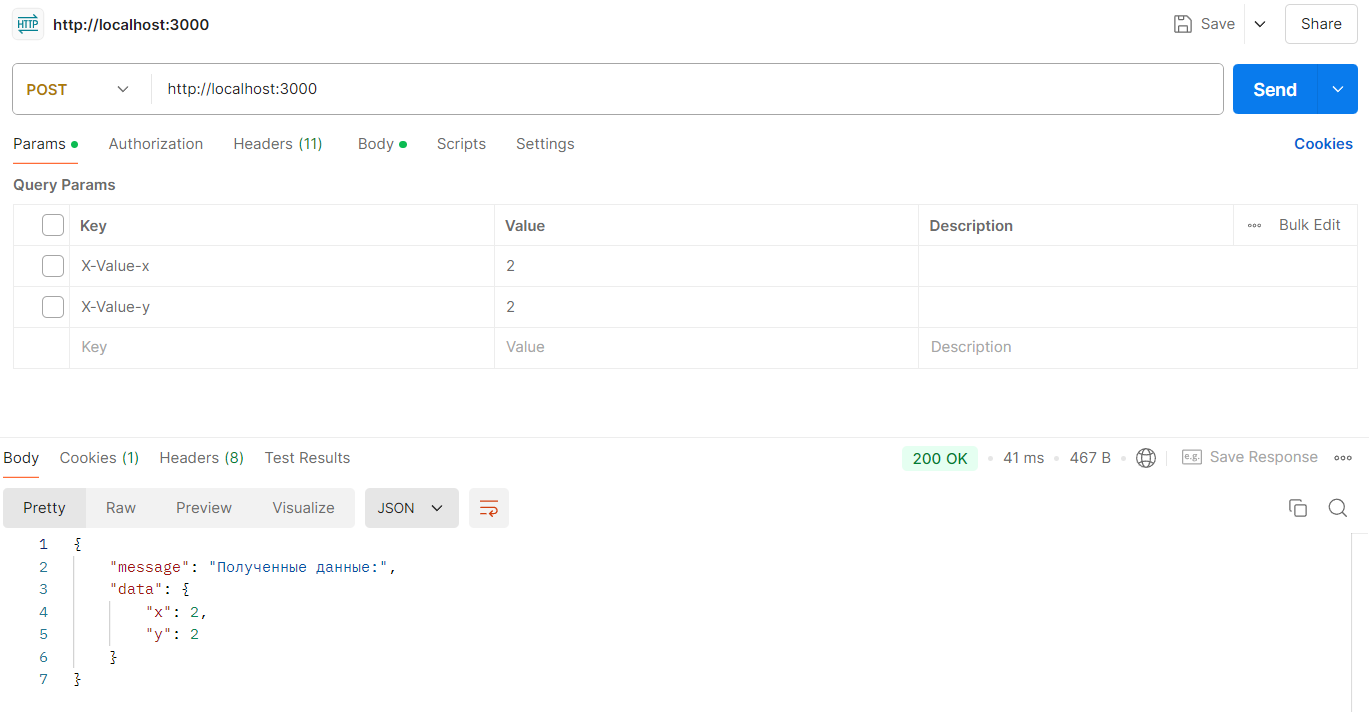 HTTP http://localhost:3000 Save Share
POST http://localhost:3000 Send
Params Authorization Headers (11) Body Scripts Settings Cookies
Query Params
Key Value Description Bulk Edit
X-Value-x 2
X-Value-y 2
Key Value Description
Body Cookies (1) Headers (8) Test Results 200 OK 41 ms 467 B e.g. Save Response
Pretty Raw Preview Visualize JSON
1 {
2 "message": "Полученные данные:",
3 "data": {
4 "x": 2,
5 "y": 2
6 }
7 }